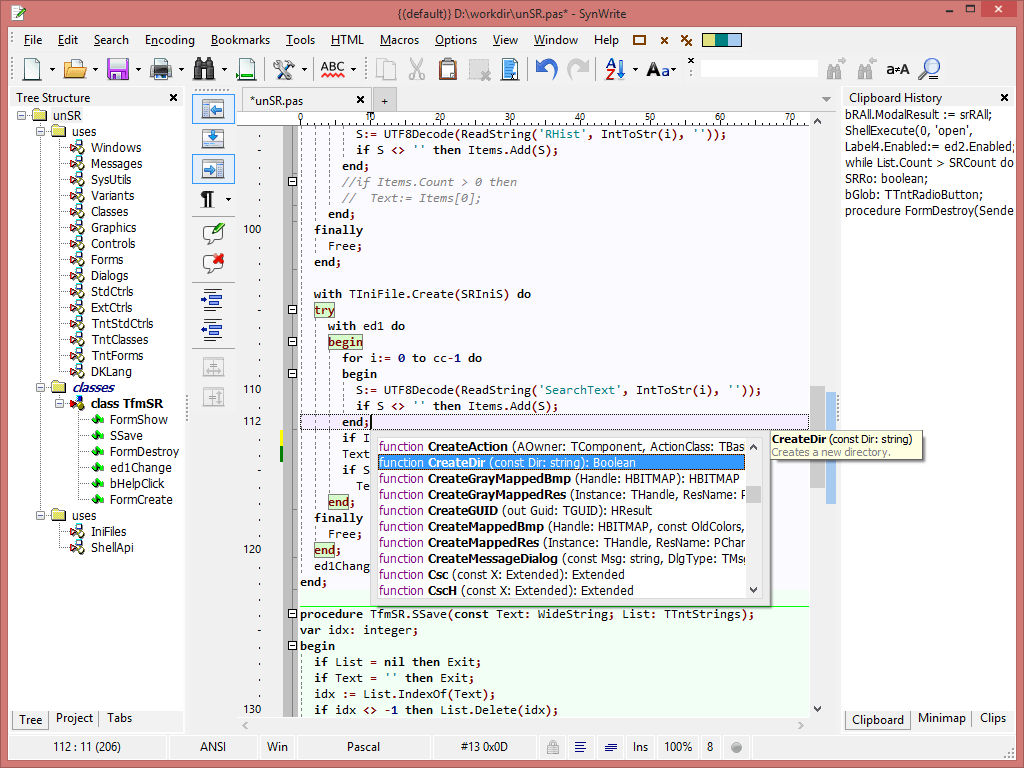 {(default)} D:\workdir\unSR.pas* - SynWrite
File Edit Search Encoding Bookmarks Tools HTML Macros Options View Window Help
ABC
Aa
a≠A
Tree Structure
unSR
uses
Windows
Messages
SysUtils
Variants
Classes
Graphics
Controls
Forms
Dialogs
StdCtrls
ExtCtrls
TntStdCtrls
TntClasses
TntForms
DKLang
classes
class TfmSR
FormShow
SSave
FormDestroy
ed1Change
bHelpClick
FormCreate
uses
IniFiles
ShellApi
Tree Project Tabs
*unSR.pas
0 10 20 30 40 50 60 70
S:= UTF8Decode(ReadString('RHist', IntToStr(i), ''));
if S <> '' then Items.Add(S);
end;
//if Items.Count > 0 then
//  Text:= Items[0];
end;
100 finally
Free;
end;
with TIniFile.Create(SRIniS) do
try
with ed1 do
begin
for i:= 0 to cc-1 do
begin
110 S:= UTF8Decode(ReadString('SearchText', IntToStr(i), ''));
if S <> '' then Items.Add(S);
112 end;
if I
Text
if S
Te
end;
finally
Free;
120 end;
ed1Chang
end;
function CreateAction (AOwner: TComponent, ActionClass: TBas
function CreateDir (const Dir: string): Boolean
function CreateGrayMappedBmp (Handle: HBITMAP): HBITMAP
function CreateGrayMappedRes (Instance: THandle, ResName: P
function CreateGUID (out Guid: TGUID): HResult
function CreateMappedBmp (Handle: HBITMAP, const OldColors,
function CreateMappedRes (Instance: THandle, ResName: PChar
function CreateMessageDialog (const Msg: string, DlgType: TMsg
function Csc (const X: Extended): Extended
function CscH (const X: Extended): Extended
CreateDir (const Dir: string)
Creates a new directory.
procedure TfmSR.SSave(const Text: WideString; List: TTntStrings);
var idx: integer;
begin
if List = nil then Exit;
if Text = '' then Exit;
idx := List.IndexOf(Text);
130 if idx <> -1 then List.Delete(idx);
Clipboard History
bRAll.ModalResult := srRAll;
ShellExecute(0, 'open',
Label4.Enabled:= ed2.Enabled;
while List.Count > SRCount do
SRRo: boolean;
bGlob: TTntRadioButton;
procedure FormDestroy(Sende
Clipboard Minimap Clips
112 : 11 (206) ANSI Win Pascal #13 0x0D Ins 100% 8